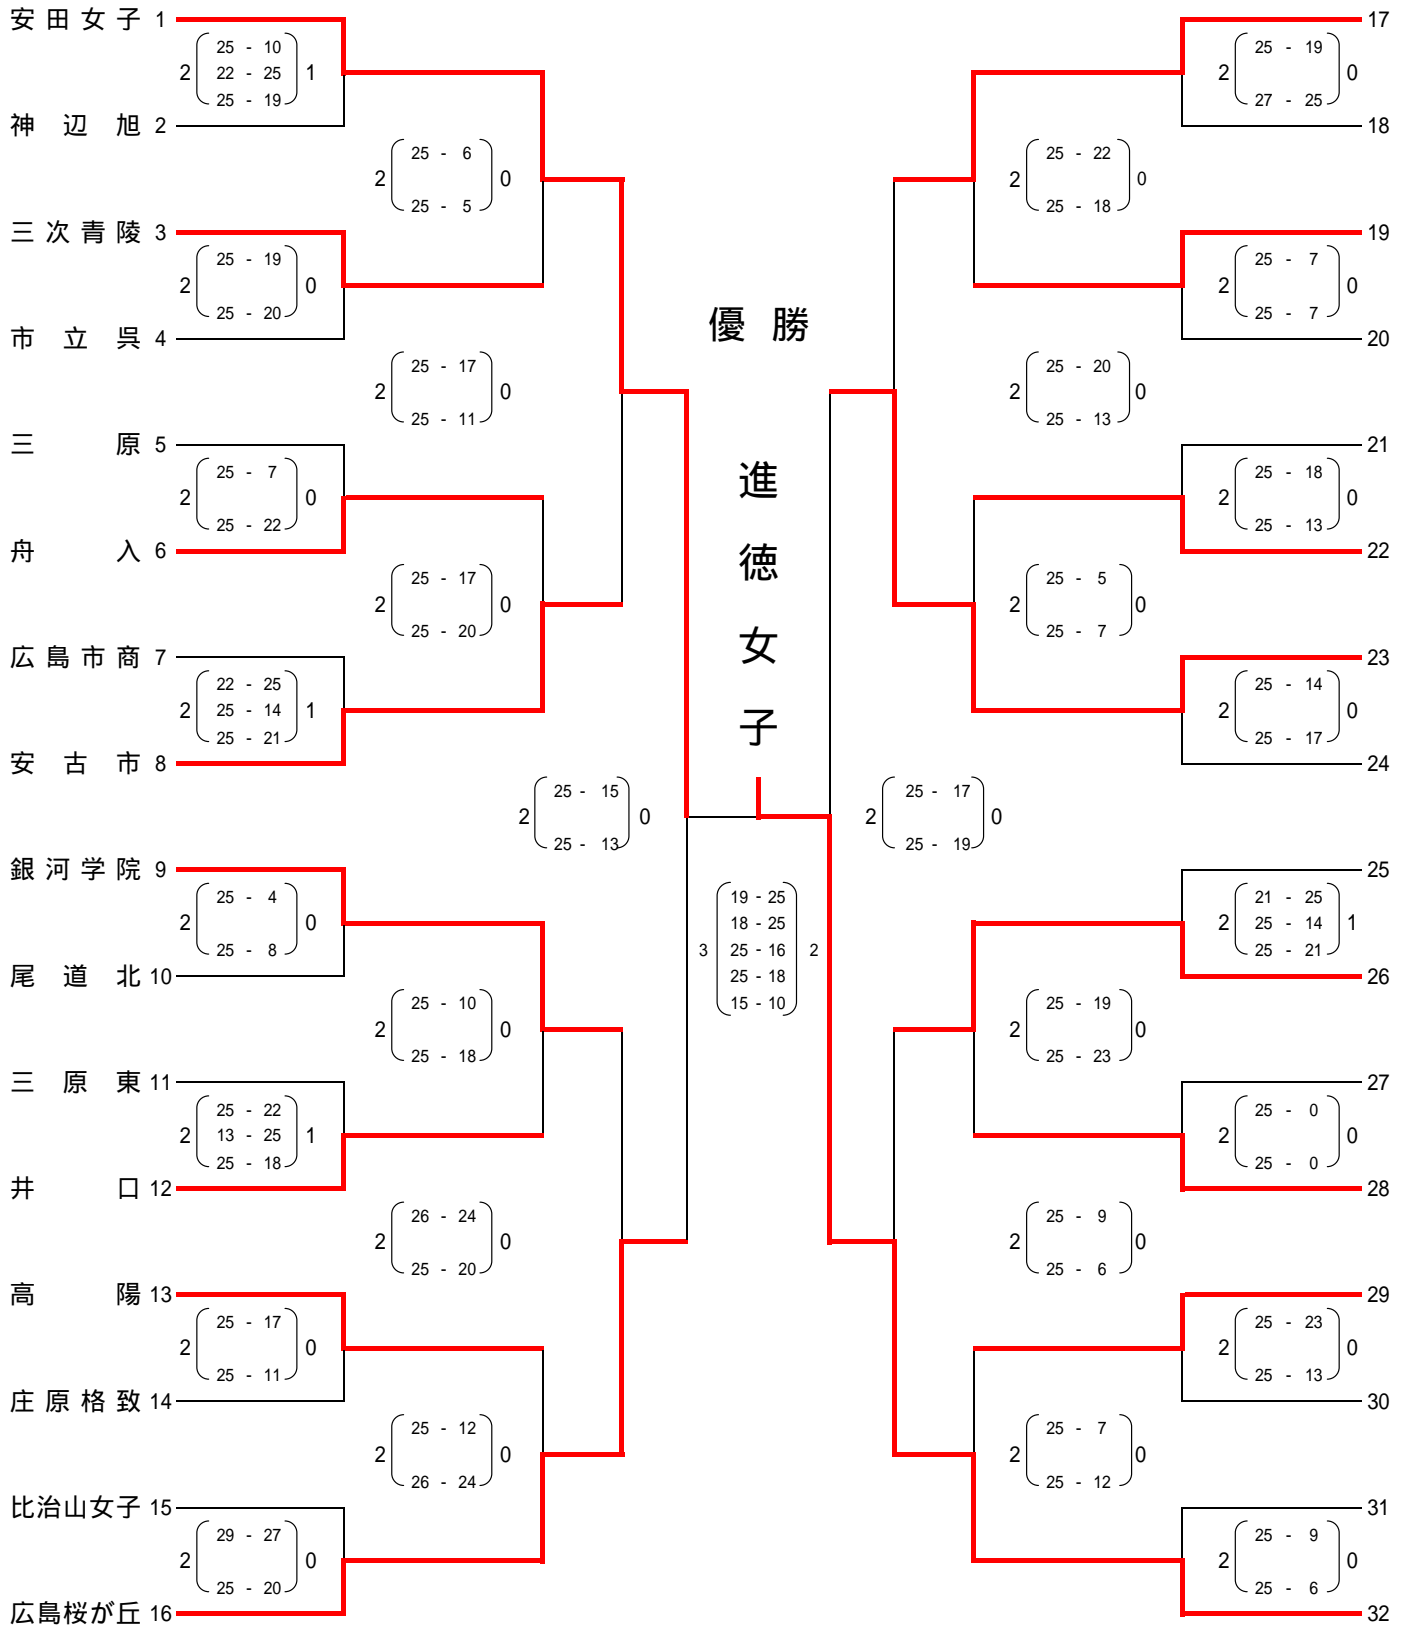 安田女子 1
25 - 10
2 22 - 25 1
25 - 19
神辺旭 2
25 - 6
2 0
25 - 5
三次青陵 3
25 - 19
2 0
25 - 20
市立呉 4
25 - 17
2 0
25 - 11
三原 5
25 - 7
2 0
25 - 22
舟入 6
25 - 17
2 0
25 - 20
広島市商 7
22 - 25
2 25 - 14 1
25 - 21
安古市 8
25 - 15
2 0
25 - 13
銀河学院 9
25 - 4
2 0
25 - 8
尾道北 10
25 - 10
2 0
25 - 18
三原東 11
25 - 22
2 13 - 25 1
25 - 18
井口 12
26 - 24
2 0
25 - 20
高陽 13
25 - 17
2 0
25 - 11
庄原格致 14
25 - 12
2 0
26 - 24
比治山女子 15
29 - 27
2 0
25 - 20
広島桜が丘 16
優勝
進徳女子
19 - 25
18 - 25
3 25 - 16 2
25 - 18
15 - 10
17
25 - 19
2 0
27 - 25
18
25 - 22
2 0
25 - 18
19
25 - 7
2 0
25 - 7
20
25 - 20
2 0
25 - 13
21
25 - 18
2 0
25 - 13
22
25 - 5
2 0
25 - 7
23
25 - 14
2 0
25 - 17
24
25 - 17
2 0
25 - 19
25
21 - 25
2 25 - 14 1
25 - 21
26
25 - 19
2 0
25 - 23
27
25 - 0
2 0
25 - 0
28
25 - 9
2 0
25 - 6
29
25 - 23
2 0
25 - 13
30
25 - 7
2 0
25 - 12
31
25 - 9
2 0
25 - 6
32